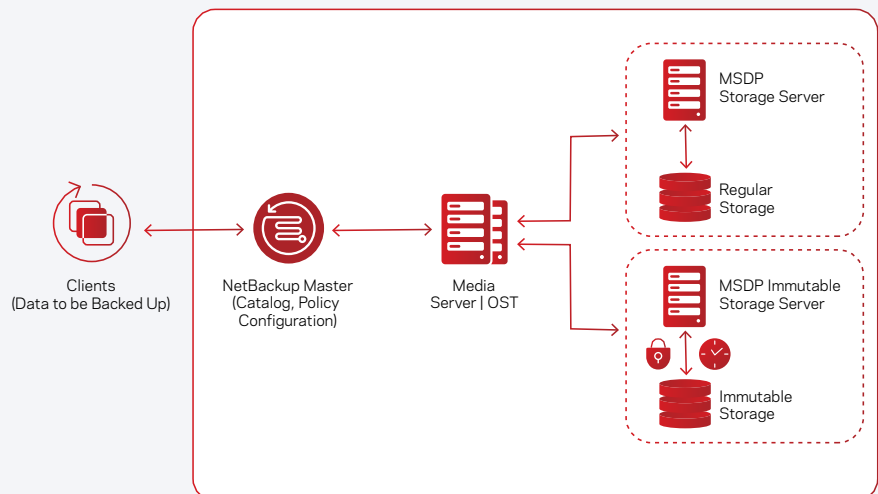 Clients
(Data to be Backed Up)
NetBackup Master
(Catalog, Policy
Configuration)
Media
Server | OST
MSDP
Storage Server
Regular
Storage
MSDP Immutable
Storage Server
Immutable
Storage